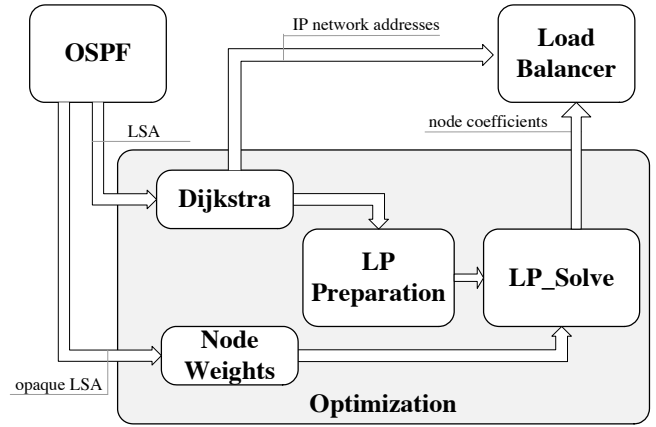 IP network addresses
OSPF
Load
Balancer
LSA
node coefficients
Dijkstra
LP
Preparation
LP_Solve
Node
Weights
opaque LSA
Optimization